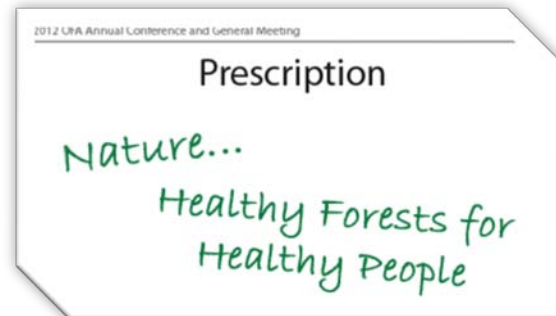 2012 OFA Annual Conference and General Meeting
Prescription
Nature...
Healthy Forests for
Healthy People